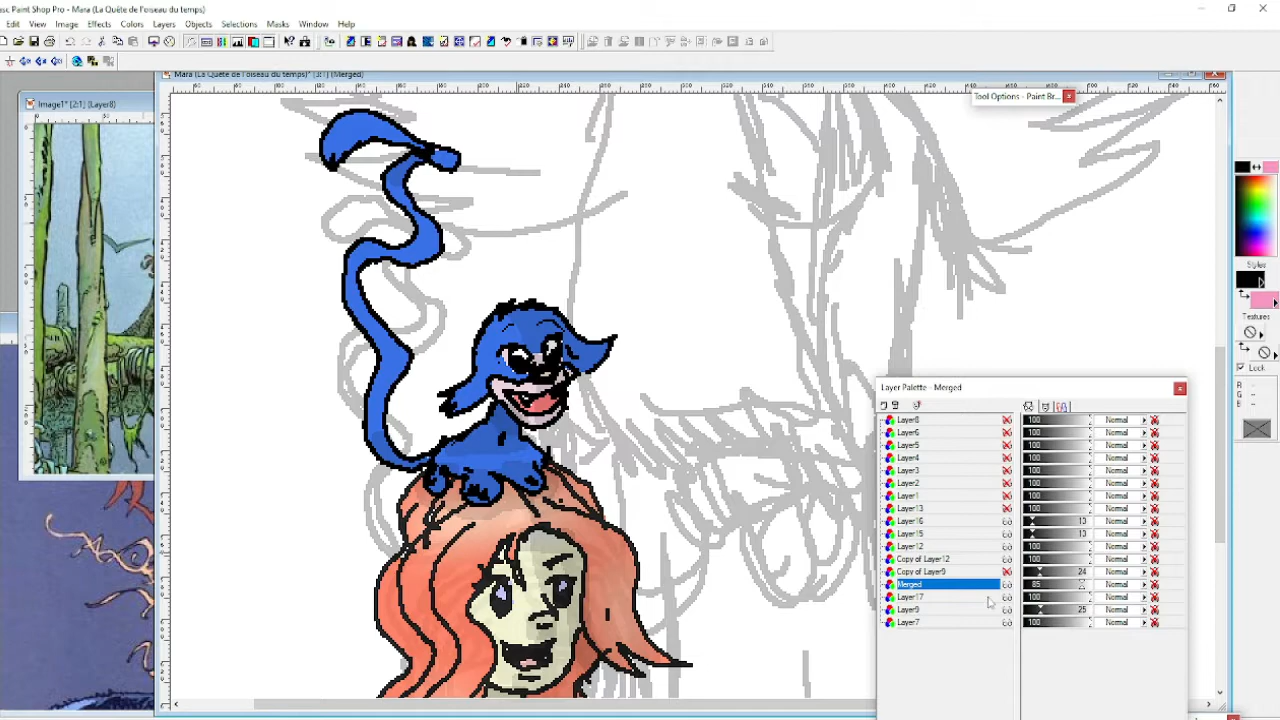 asc Paint Shop Pro - Mara (La Quête de l'oiseau du temps)
Edit View Image Effects Colors Layers Objects Selections Masks Window Help
Mara (La Quête de l'oiseau du temps)* [3:1] (Merged)
Tool Options - Paint Br...
Image1* [2:1] (Layer8)
Styles
Textures
Lock
R
G
B
Layer Palette - Merged
Layer8 100 Normal
Layer6 100 Normal
Layer5 100 Normal
Layer4 100 Normal
Layer3 100 Normal
Layer2 100 Normal
Layer1 100 Normal
Layer13 100 Normal
Layer16 13 Normal
Layer15 13 Normal
Layer12 100 Normal
Copy of Layer12 100 Normal
Copy of Layer9 24 Normal
Merged 85 Normal
Layer17 100 Normal
Layer9 25 Normal
Layer7 100 Normal